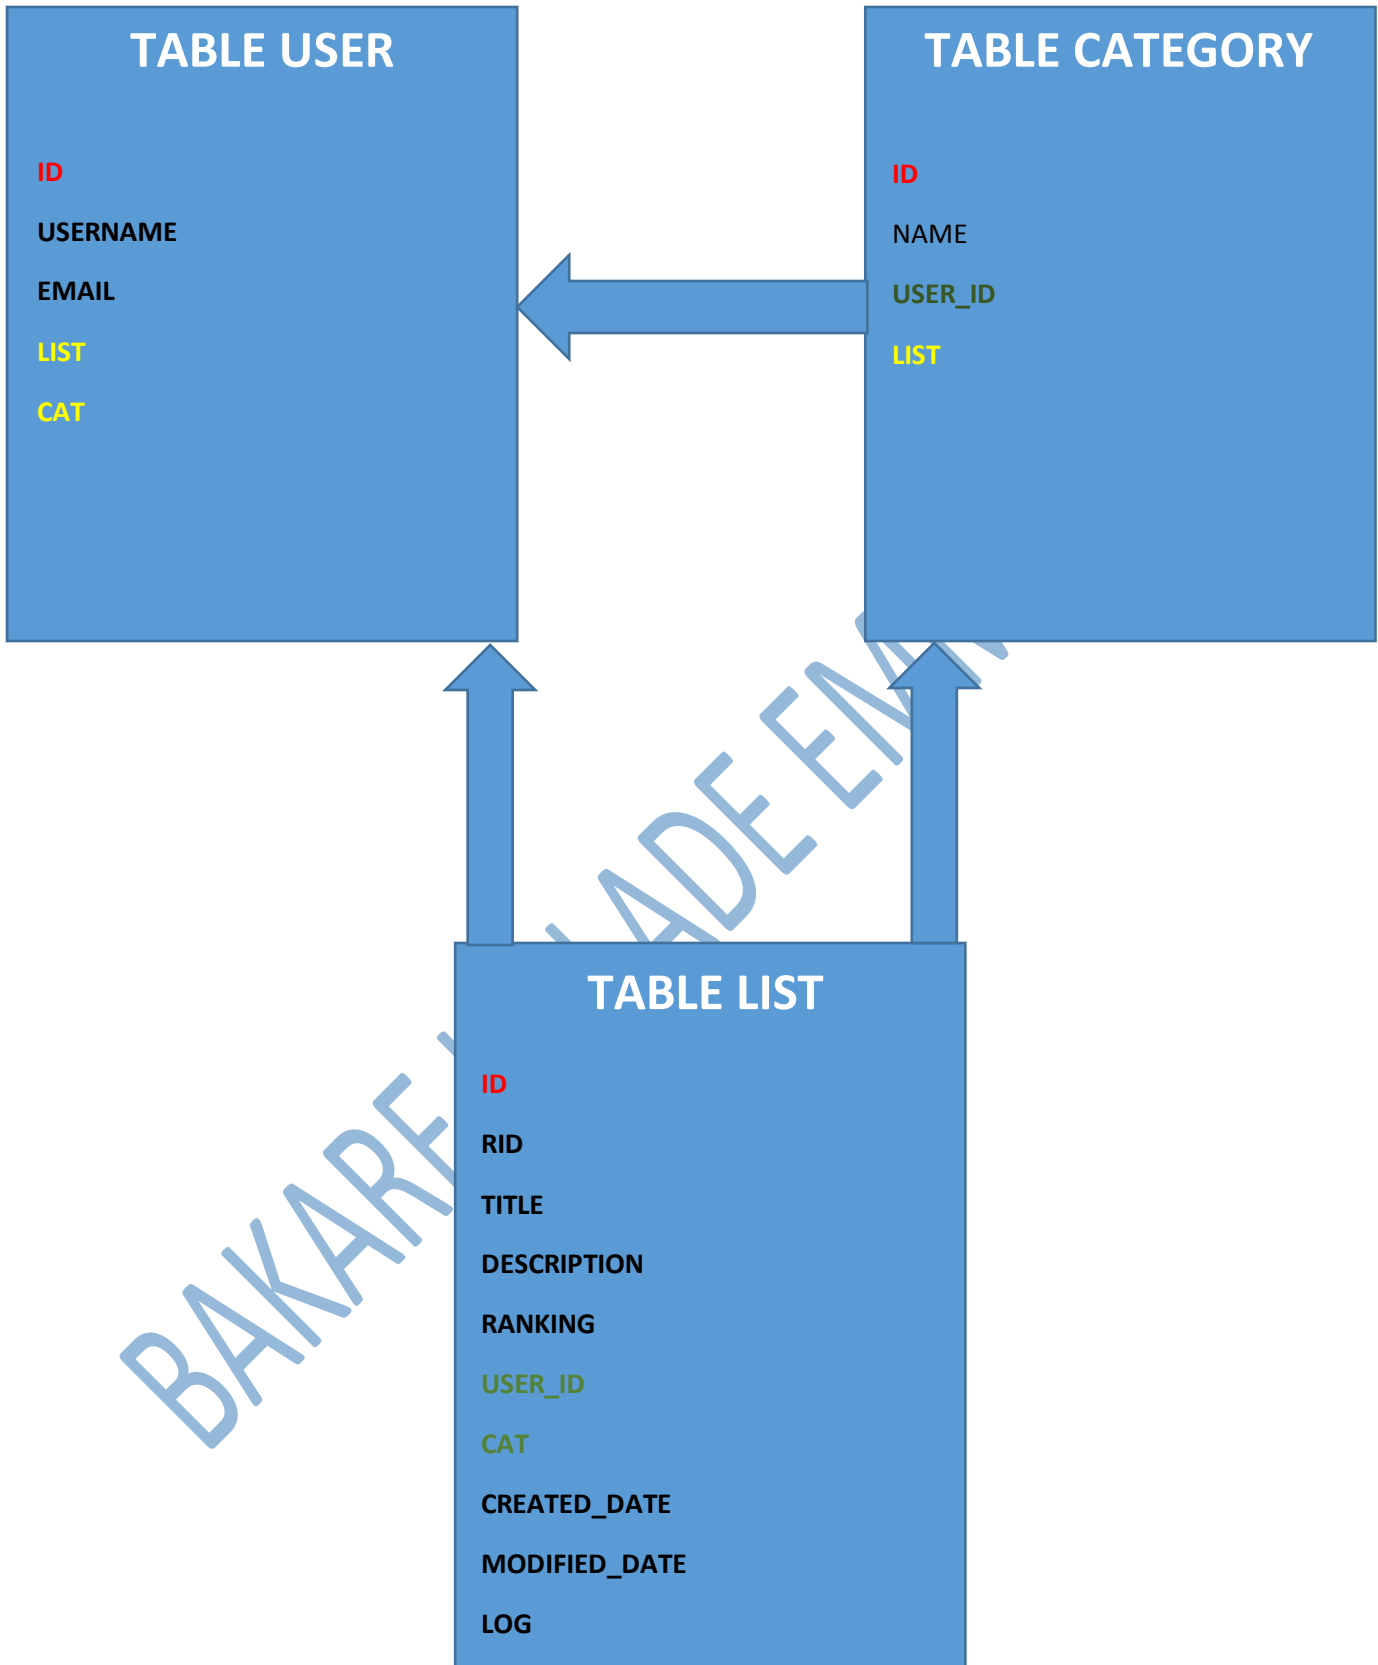 TABLE USER
ID
USERNAME
EMAIL
LIST
CAT
TABLE CATEGORY
ID
NAME
USER_ID
LIST
TABLE LIST
ID
RID
TITLE
DESCRIPTION
RANKING
USER_ID
CAT
CREATED_DATE
MODIFIED_DATE
LOG
BAKARE